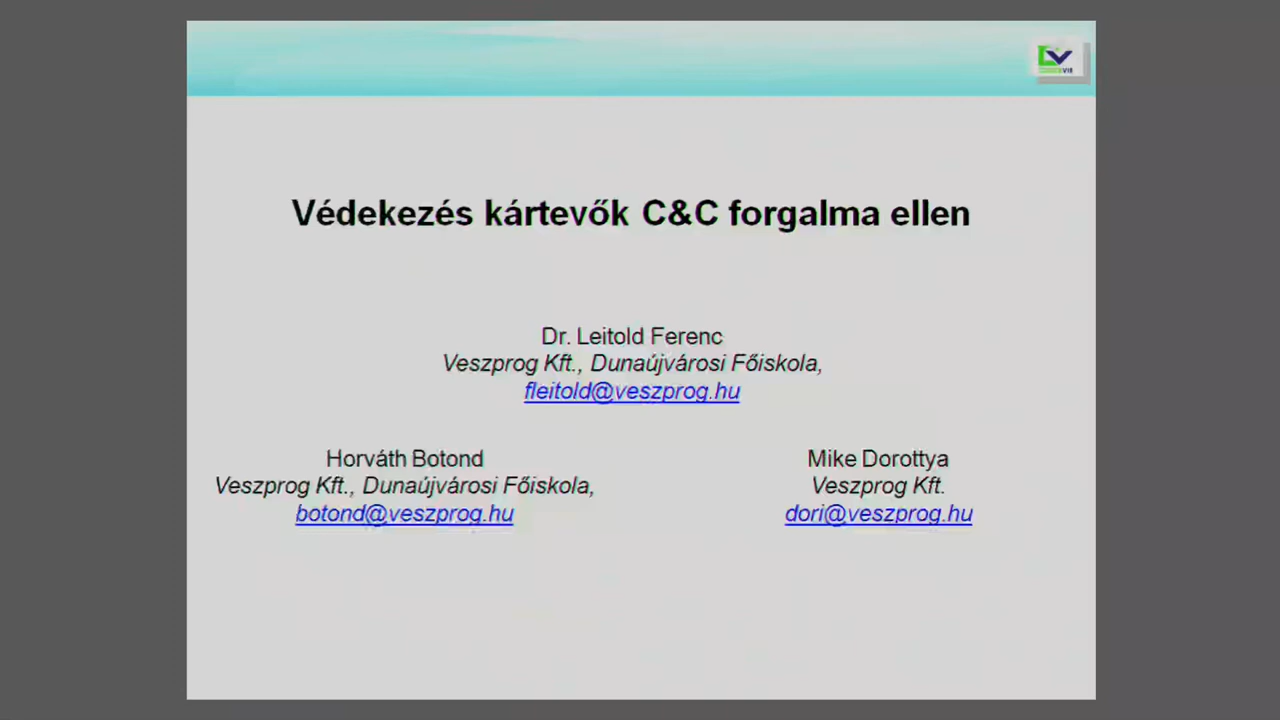 Védekezés kártevők C&C forgalma ellen
Dr. Leitold Ferenc
Veszprog Kft., Dunaújvárosi Főiskola,
fleitold@veszprog.hu
Horváth Botond
Veszprog Kft., Dunaújvárosi Főiskola,
botond@veszprog.hu
Mike Dorottya
Veszprog Kft.
dori@veszprog.hu